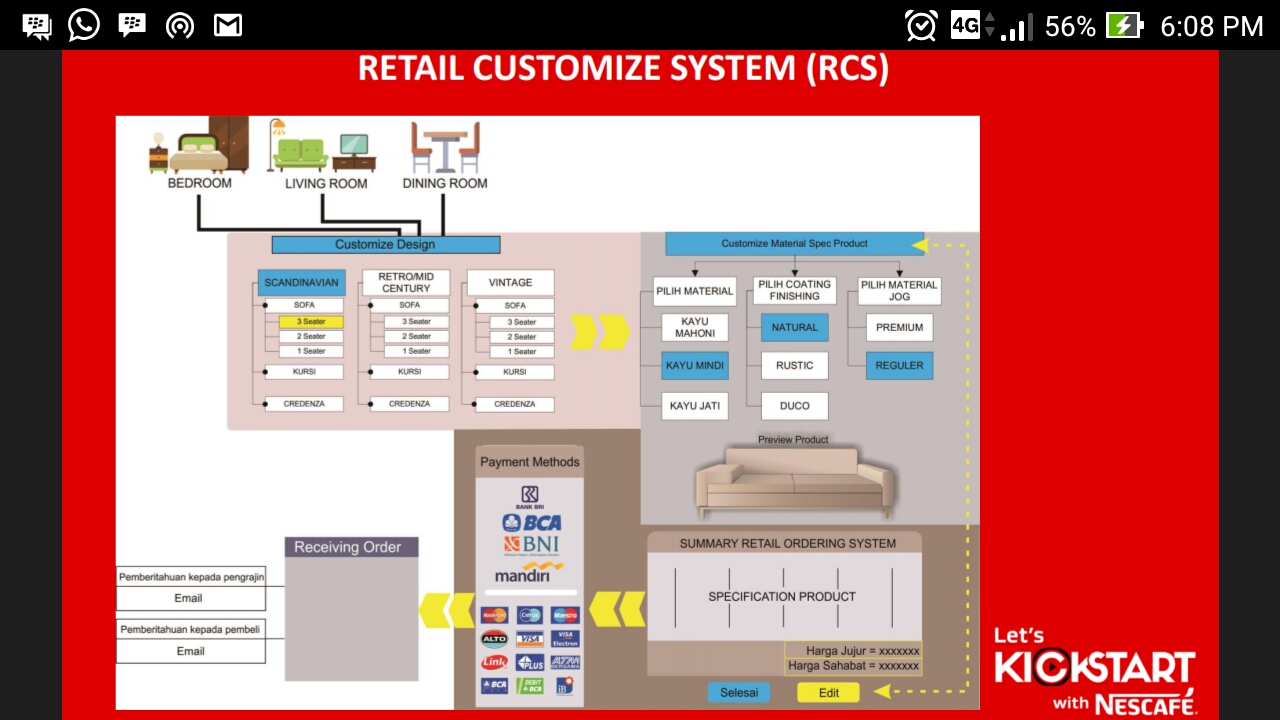 4G 56% 6:08 PM
RETAIL CUSTOMIZE SYSTEM (RCS)
BEDROOM
LIVING ROOM
DINING ROOM
Customize Design
SCANDINAVIAN
SOFA
3 Seater
2 Seater
1 Seater
KURSI
CREDENZA
RETRO/MID
CENTURY
SOFA
3 Seater
2 Seater
1 Seater
KURSI
CREDENZA
VINTAGE
SOFA
3 Seater
2 Seater
1 Seater
KURSI
CREDENZA
Customize Material Spec Product
PILIH MATERIAL
KAYU
MAHONI
KAYU MINDI
KAYU JATI
PILIH COATING
FINISHING
NATURAL
RUSTIC
DUCO
PILIH MATERIAL
JOG
PREMIUM
REGULER
Preview Product
SUMMARY RETAIL ORDERING SYSTEM
SPECIFICATION PRODUCT
Harga Jujur = xxxxxxx
Harga Sahabat = xxxxxxx
Selesai
Edit
Payment Methods
BANK BRI
BCA
BNI
mandiri
MasterCard Cirrus Maestro
ALTO VISA VISA
Electron
Link PLUS ATM
BERSAMA
BCA DEBIT
BCA
Receiving Order
Pemberitahuan kepada pengrajin
Email
Pemberitahuan kepada pembeli
Email
Let's
KICKSTART
with NESCAFÉ